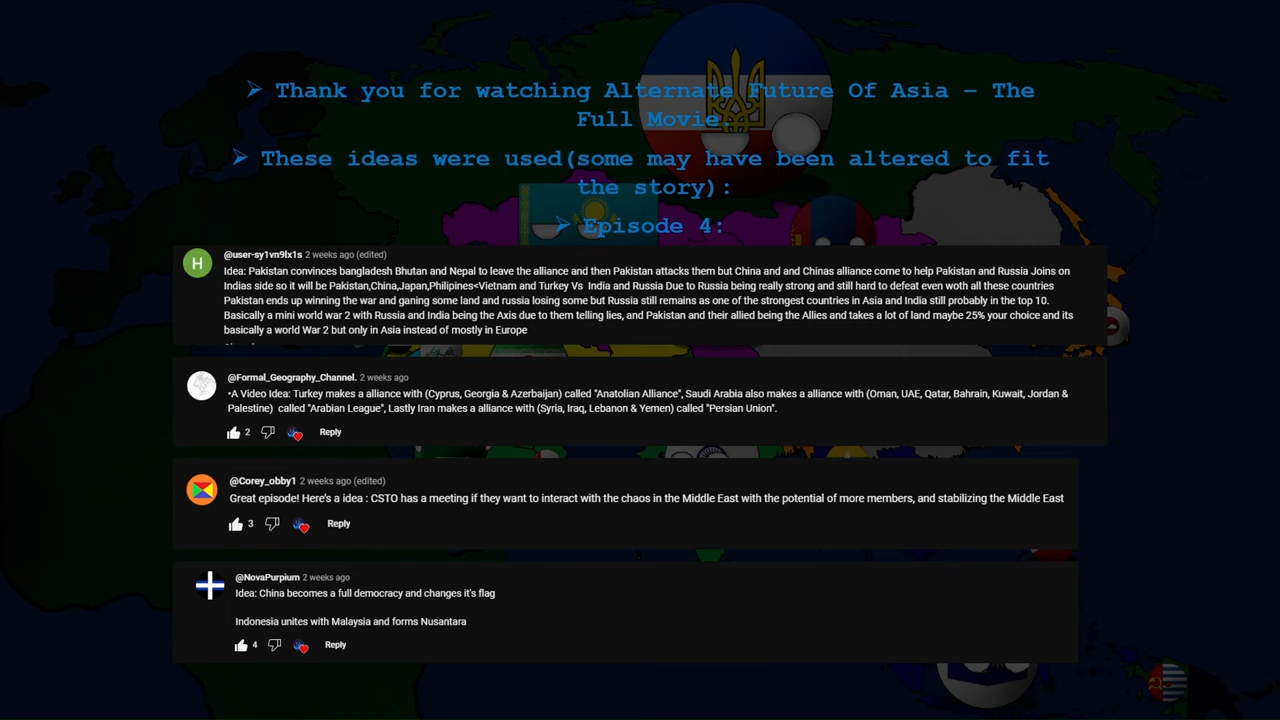 ➢ Thank you for watching Alternate Future Of Asia – The
Full Movie.
➢ These ideas were used(some may have been altered to fit
the story):
➢ Episode 4:
H
@user-sy1vn9lx1s 2 weeks ago (edited)
Idea: Pakistan convinces bangladesh Bhutan and Nepal to leave the alliance and then Pakistan attacks them but China and and Chinas alliance come to help Pakistan and Russia Joins on
Indias side so it will be Pakistan,China,Japan,Philipines<Vietnam and Turkey Vs India and Russia Due to Russia being really strong and still hard to defeat even woth all these countries
Pakistan ends up winning the war and ganing some land and russia losing some but Russia still remains as one of the strongest countries in Asia and India still probably in the top 10.
Basically a mini world war 2 with Russia and India being the Axis due to them telling lies, and Pakistan and their allied being the Allies and takes a lot of land maybe 25% your choice and its
basically a world War 2 but only in Asia instead of mostly in Europe
@Formal_Geography_Channel. 2 weeks ago
•A Video Idea: Turkey makes a alliance with (Cyprus, Georgia & Azerbaijan) called "Anatolian Alliance", Saudi Arabia also makes a alliance with (Oman, UAE, Qatar, Bahrain, Kuwait, Jordan &
Palestine) called "Arabian League", Lastly Iran makes a alliance with (Syria, Iraq, Lebanon & Yemen) called "Persian Union".
2 Reply
@Corey_obby1 2 weeks ago (edited)
Great episode! Here's a idea : CSTO has a meeting if they want to interact with the chaos in the Middle East with the potential of more members, and stabilizing the Middle East
3 Reply
@NovaPurpium 2 weeks ago
Idea: China becomes a full democracy and changes it's flag
Indonesia unites with Malaysia and forms Nusantara
4 Reply